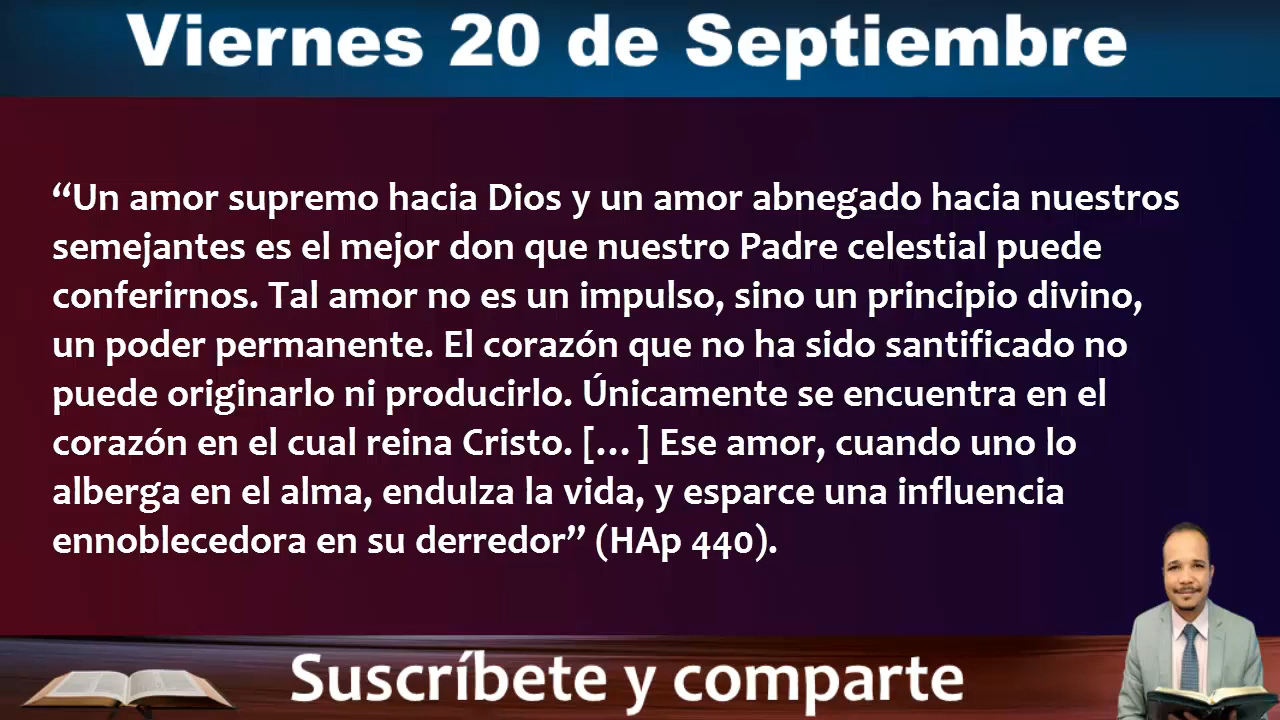 Viernes 20 de Septiembre
“Un amor supremo hacia Dios y un amor abnegado hacia nuestros
semejantes es el mejor don que nuestro Padre celestial puede
conferirnos. Tal amor no es un impulso, sino un principio divino,
un poder permanente. El corazón que no ha sido santificado no
puede originarlo ni producirlo. Únicamente se encuentra en el
corazón en el cual reina Cristo. […] Ese amor, cuando uno lo
alberga en el alma, endulza la vida, y esparce una influencia
ennoblecedora en su derredor” (HAp 440).
Suscríbete y comparte